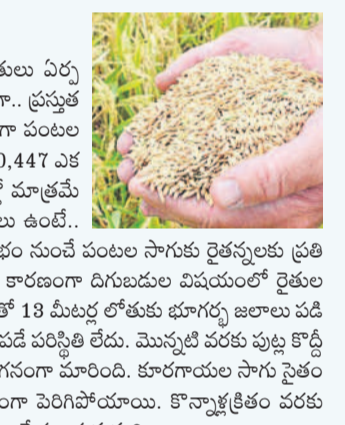 తులు ఏర్ప
గా.. ప్రస్తుత
గా పంటల
0,447 ఎక
మాత్రమే
లు ఉంటే..
భం నుంచే పంటల సాగుకు రైతన్నలకు ప్రతి
కారణంగా దిగుబడుల విషయంలో రైతుల
తో 13 మీటర్ల లోతుకు భూగర్భ జలాలు పడి
పడే పరిస్థితి లేదు. మొన్నటి వరకు పుట్ల కొద్దీ
గనంగా మారింది. కూరగాయల సాగు సైతం
ంగా పెరిగిపోయాయి. కొన్నాళ్లక్రితం వరకు